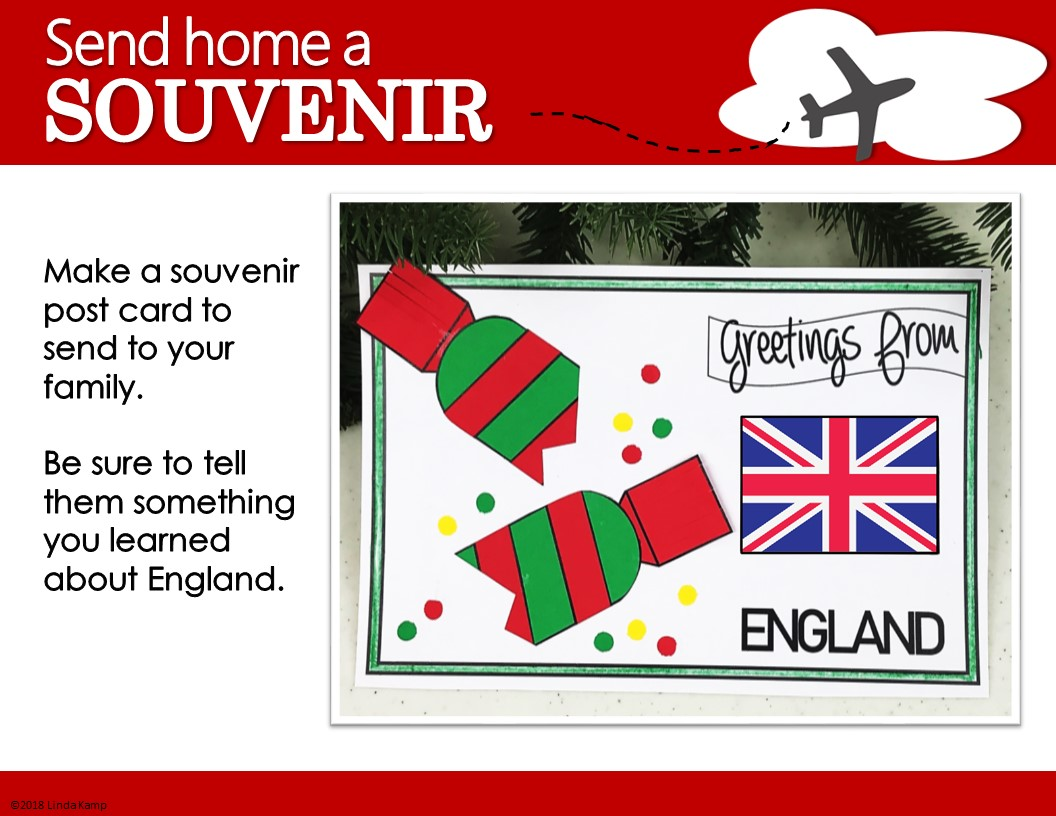 Send home a
SOUVENIR
Make a souvenir
post card to
send to your
family.
Be sure to tell
them something
you learned
about England.
Greetings from
ENGLAND
©2018 Linda Kamp